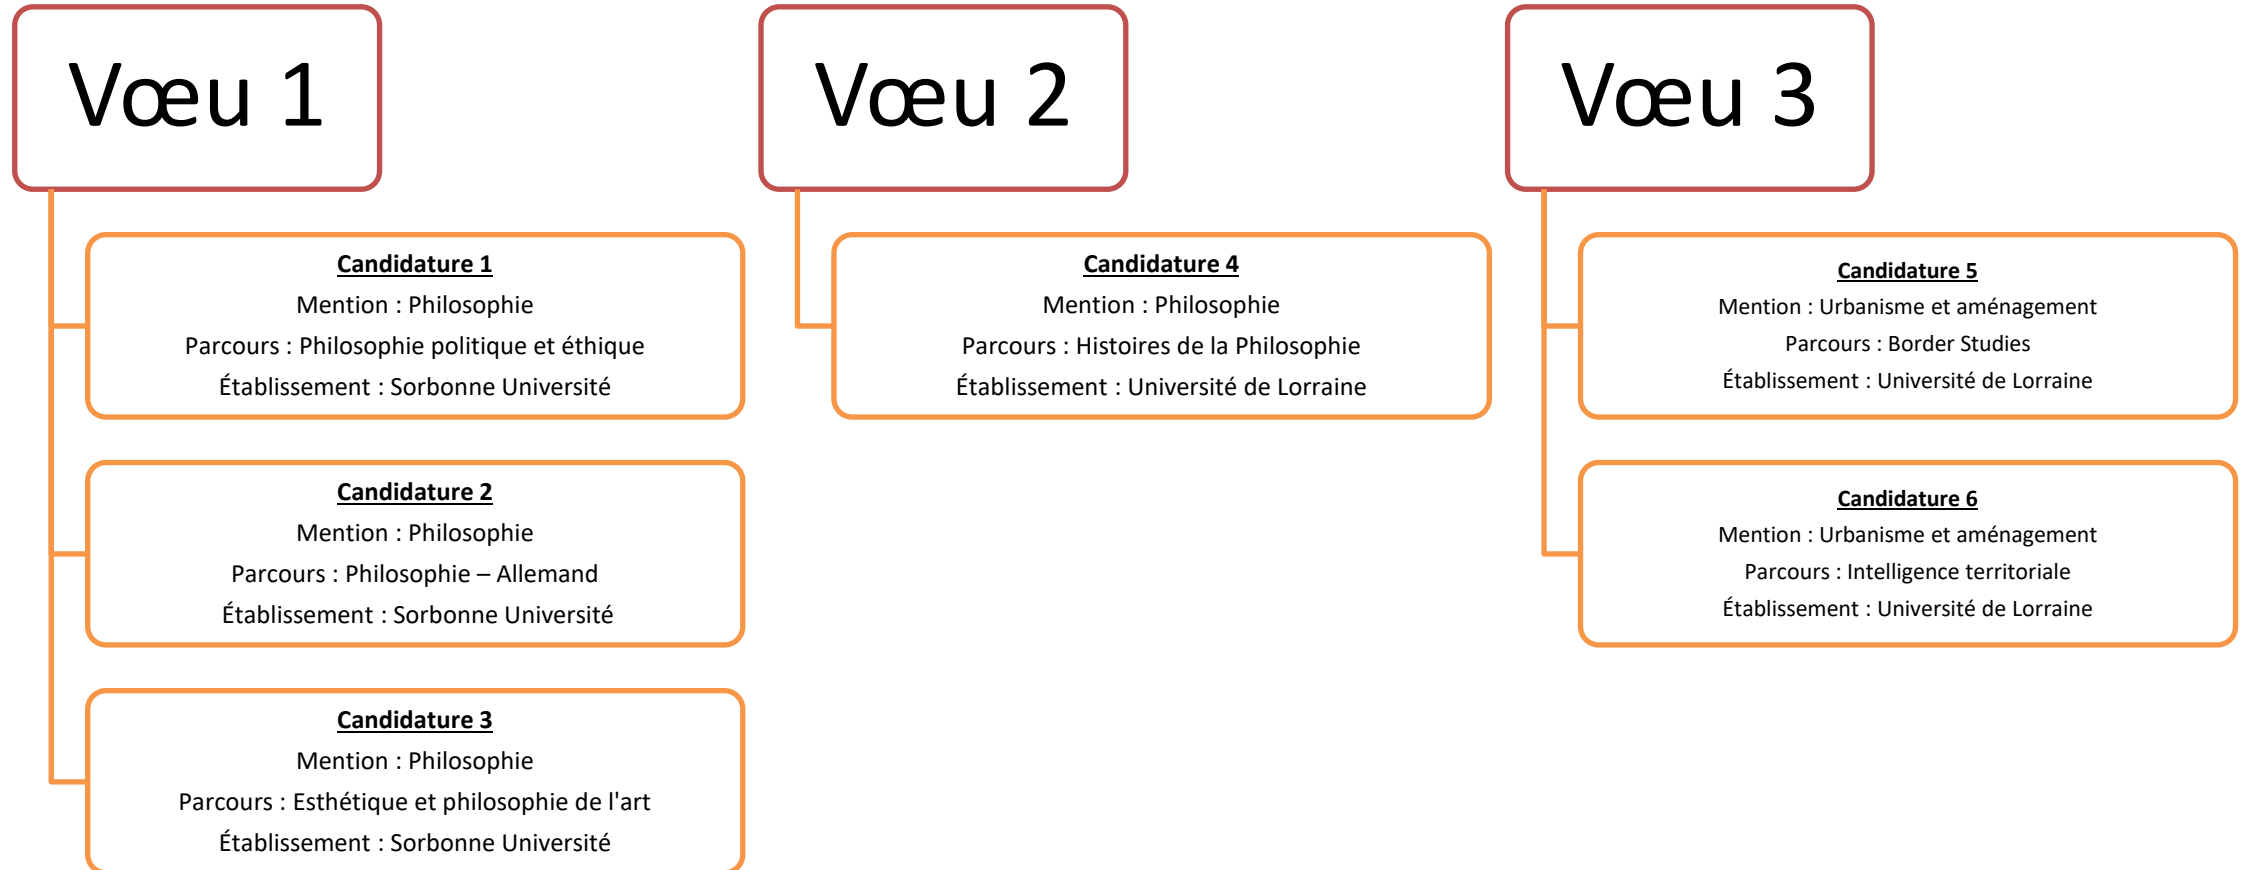 Vœu 1
Candidature 1
Mention : Philosophie
Parcours : Philosophie politique et éthique
Établissement : Sorbonne Université
Candidature 2
Mention : Philosophie
Parcours : Philosophie – Allemand
Établissement : Sorbonne Université
Candidature 3
Mention : Philosophie
Parcours : Esthétique et philosophie de l'art
Établissement : Sorbonne Université
Vœu 2
Candidature 4
Mention : Philosophie
Parcours : Histoires de la Philosophie
Établissement : Université de Lorraine
Vœu 3
Candidature 5
Mention : Urbanisme et aménagement
Parcours : Border Studies
Établissement : Université de Lorraine
Candidature 6
Mention : Urbanisme et aménagement
Parcours : Intelligence territoriale
Établissement : Université de Lorraine